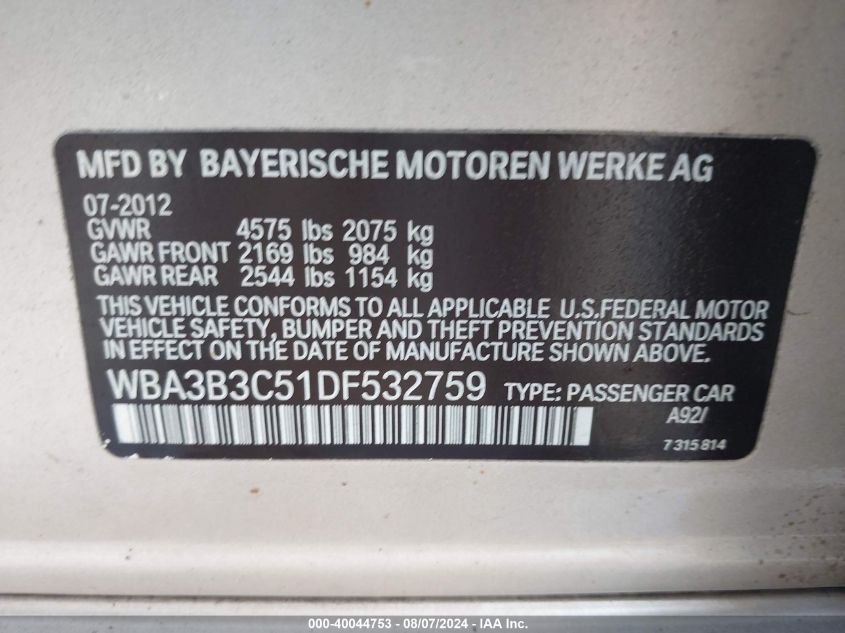 MFD BY BAYERISCHE MOTOREN WERKE AG
07-2012
GVWR 4575 lbs 2075 kg
GAWR FRONT 2169 lbs 984 kg
GAWR REAR 2544 lbs 1154 kg
THIS VEHICLE CONFORMS TO ALL APPLICABLE U.S.FEDERAL MOTOR
VEHICLE SAFETY, BUMPER AND THEFT PREVENTION STANDARDS
IN EFFECT ON THE DATE OF MANUFACTURE SHOWN ABOVE.
WBA3B3C51DF532759 TYPE: PASSENGER CAR
A92/
7315814
000-40044753 - 08/07/2024 - IAA Inc.